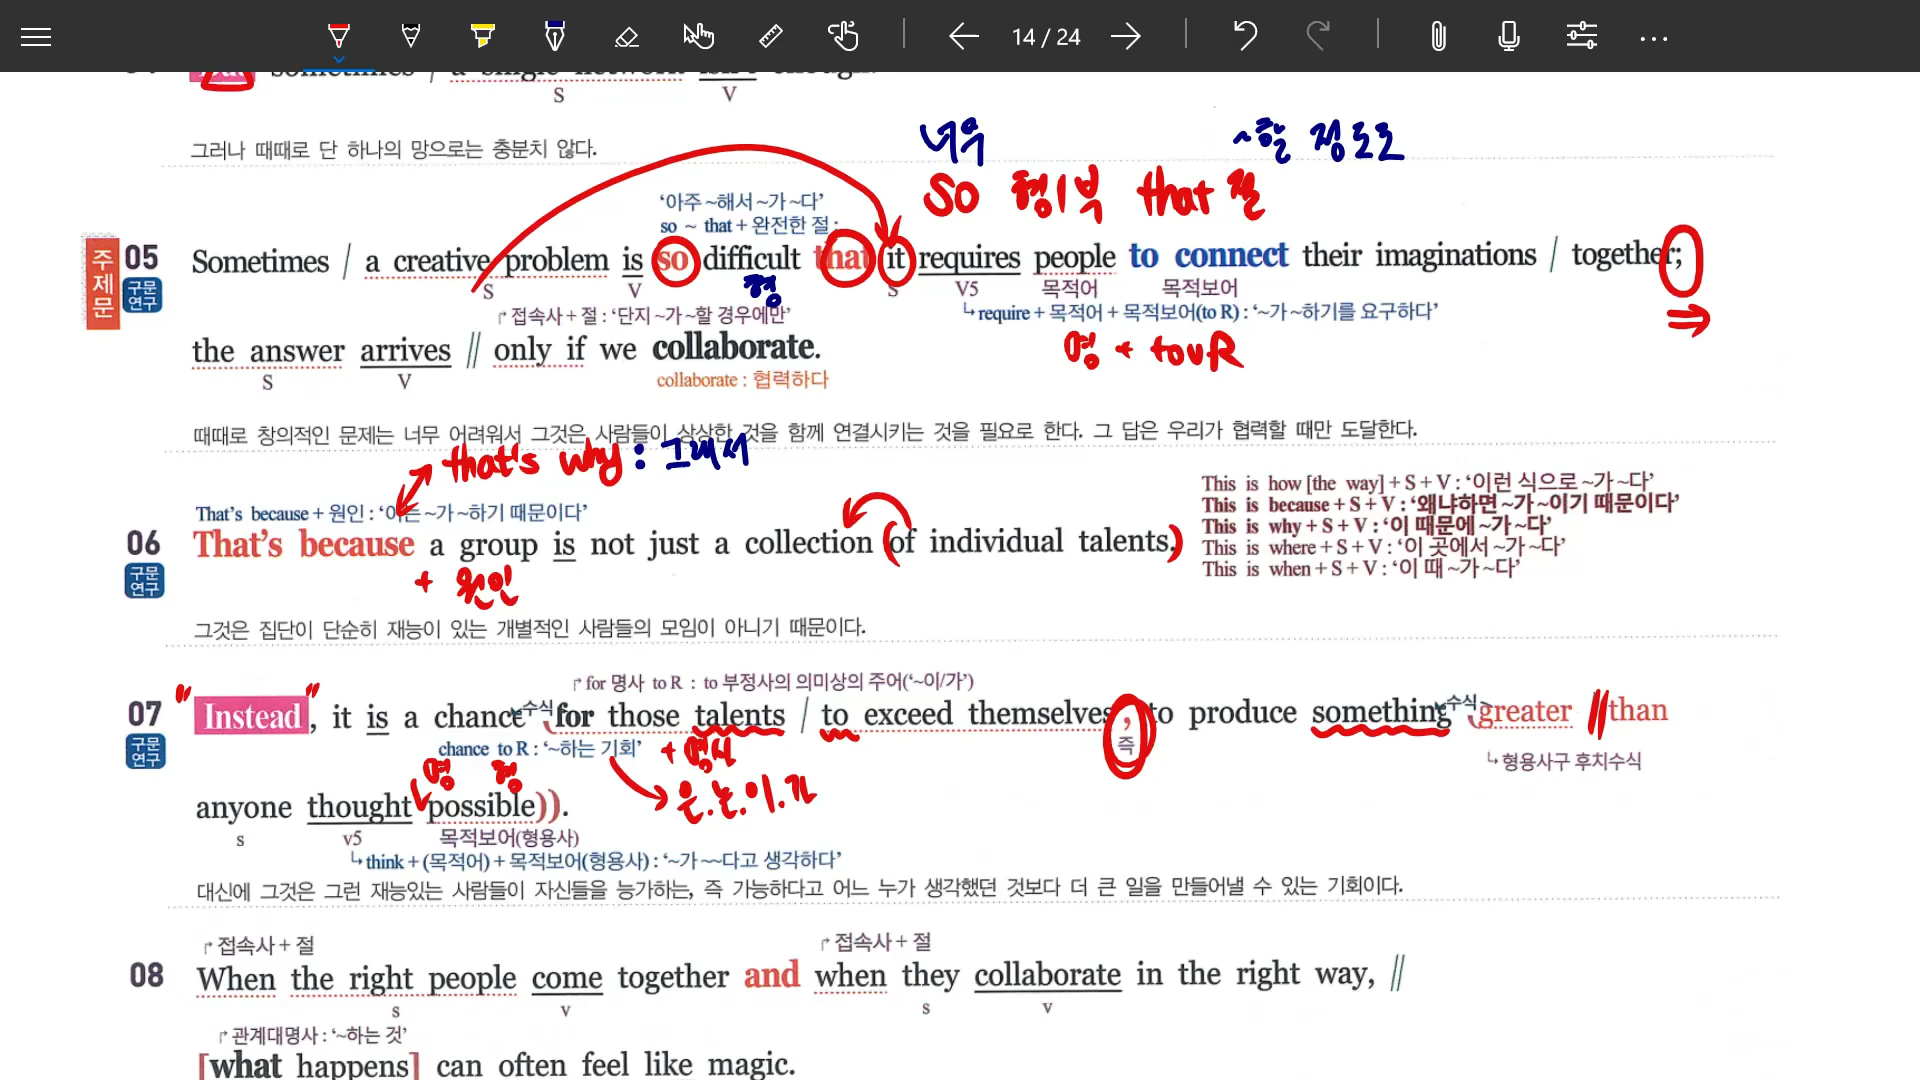 14 / 24
sometimes / a single network isn't enough.
S V
그러나 때때로 단 하나의 망으로는 충분치 않다.
너무 ~할 정도로
so 형/부 that 절
'아주 ~해서 ~가 ~다'
so ~ that + 완전한 절 :
주제문
05 Sometimes / a creative problem is so difficult that it requires people to connect their imaginations / together;
구문연구
S V 형 S V5 목적어 목적보어
┌ 접속사 + 절 : '단지 ~가 ~할 경우에만' └ require + 목적어 + 목적보어(to R) : '~가 ~하기를 요구하다'
the answer arrives // only if we collaborate. 명 + to R
S V collaborate : 협력하다
때때로 창의적인 문제는 너무 어려워서 그것은 사람들이 상상한 것을 함께 연결시키는 것을 필요로 한다. 그 답은 우리가 협력할 때만 도달한다.
that's why : 그래서
This is how [the way] + S + V : '이런 식으로 ~가 ~다'
That's because + 원인 : '이는 ~가 ~하기 때문이다' This is because + S + V : '왜냐하면 ~가 ~이기 때문이다'
This is why + S + V : '이 때문에 ~가 ~다'
06 That's because a group is not just a collection (of individual talents.) This is where + S + V : '이 곳에서 ~가 ~다'
구문연구 + 원인 This is when + S + V : '이 때 ~가 ~다'
그것은 집단이 단순히 재능이 있는 개별적인 사람들의 모임이 아니기 때문이다.
┌ for 명사 to R : to 부정사의 의미상의 주어('~이/가')
07 "Instead", it is a chance 수식 for those talents / to exceed themselves, to produce something 수식 greater // than
구문연구 chance to R : '~하는 기회' + 명사 즉 └ 형용사구 후치수식
명 형 은.는.이.가
anyone thought possible)).
s v5 목적보어(형용사)
└ think + (목적어) + 목적보어(형용사) : '~가 ~~다고 생각하다'
대신에 그것은 그런 재능있는 사람들이 자신들을 능가하는, 즉 가능하다고 어느 누가 생각했던 것보다 더 큰 일을 만들어낼 수 있는 기회이다.
┌ 접속사 + 절 ┌ 접속사 + 절
08 When the right people come together and when they collaborate in the right way, //
s v s v
┌ 관계대명사 : '~하는 것'
[what happens] can often feel like magic.